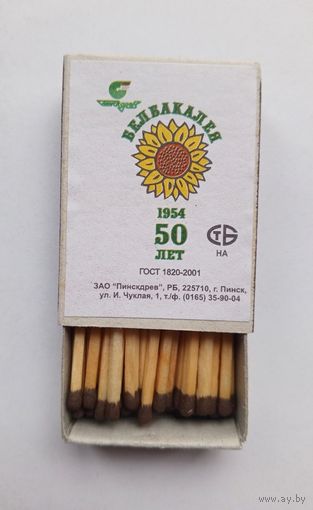 БЕЛБАКАЛЕЯ
1954
50
ЛЕТ
СТБ
НА
ГОСТ 1820-2001
ЗАО "Пинскдрев", РБ, 225710, г. Пинск,
ул. И. Чуклая, 1, т./ф. (0165) 35-90-04
www.ay.by